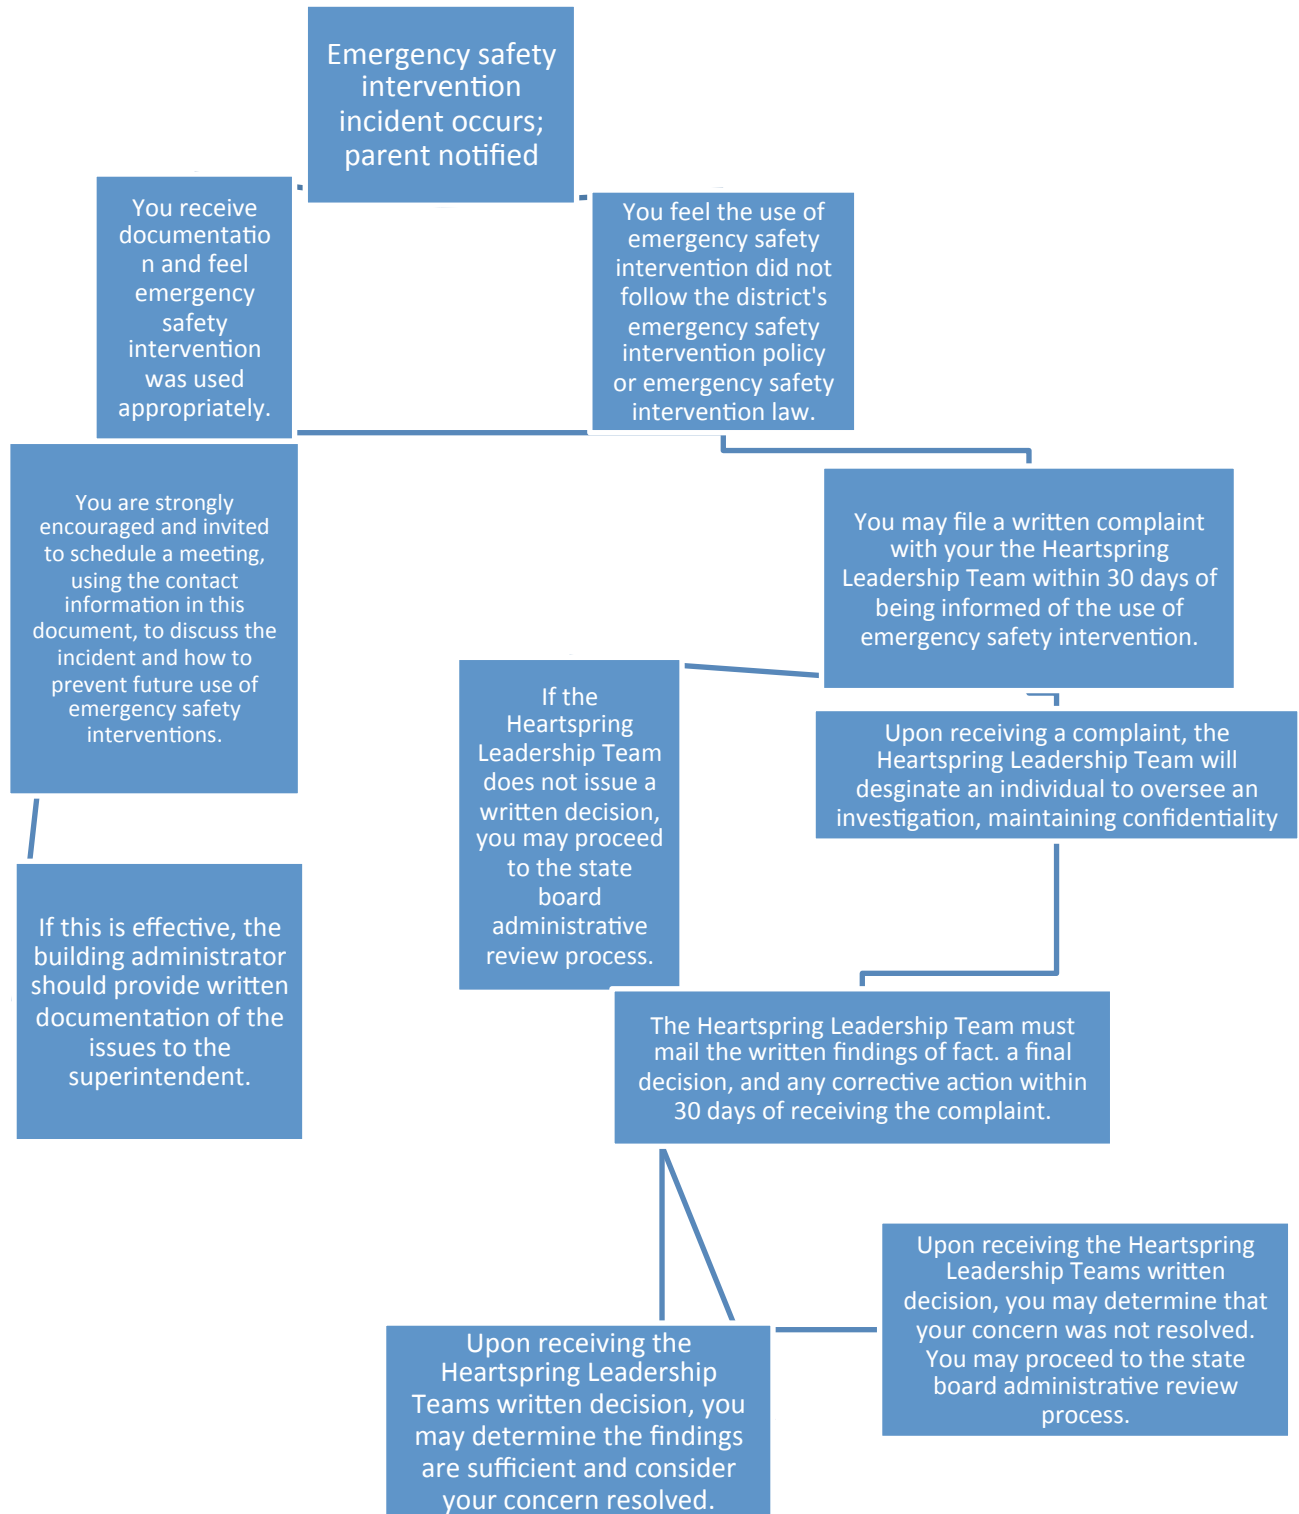 Emergency safety
intervention
incident occurs;
parent notified
You receive
documentatio
n and feel
emergency
safety
intervention
was used
appropriately.
You feel the use of
emergency safety
intervention did not
follow the district's
emergency safety
intervention policy
or emergency safety
intervention law.
You are strongly
encouraged and invited
to schedule a meeting,
using the contact
information in this
document, to discuss the
incident and how to
prevent future use of
emergency safety
interventions.
You may file a written complaint
with your the Heartspring
Leadership Team within 30 days of
being informed of the use of
emergency safety intervention.
If the
Heartspring
Leadership Team
does not issue a
written decision,
you may proceed
to the state
board
administrative
review process.
Upon receiving a complaint, the
Heartspring Leadership Team will
desginate an individual to oversee an
investigation, maintaining confidentiality
If this is effective, the
building administrator
should provide written
documentation of the
issues to the
superintendent.
The Heartspring Leadership Team must
mail the written findings of fact. a final
decision, and any corrective action within
30 days of receiving the complaint.
Upon receiving the Heartspring
Leadership Teams written
decision, you may determine that
your concern was not resolved.
You may proceed to the state
board administrative review
process.
Upon receiving the
Heartspring Leadership
Teams written decision, you
may determine the findings
are sufficient and consider
your concern resolved.